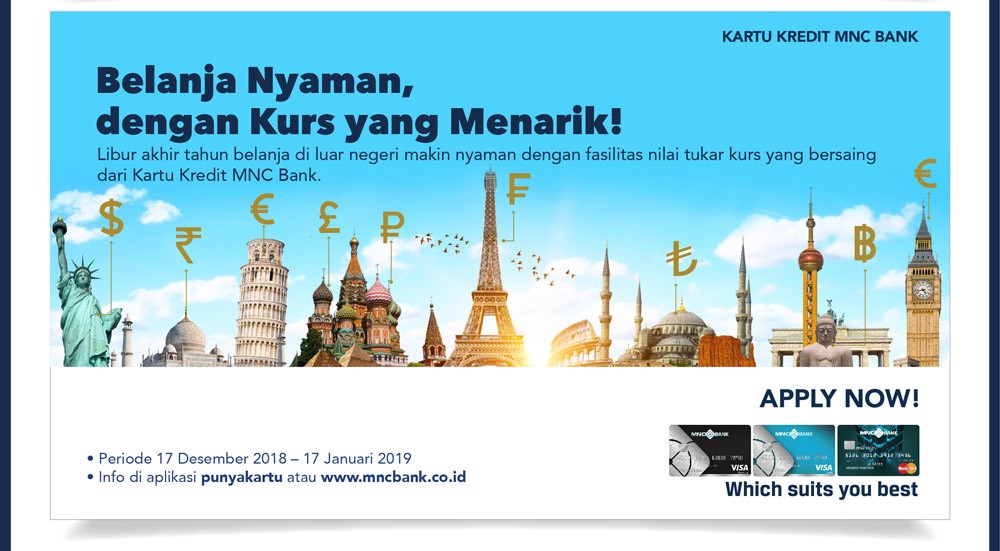 KARTU KREDIT MNC BANK
Belanja Nyaman,
dengan Kurs yang Menarik!
Libur akhir tahun belanja di luar negeri makin nyaman dengan fasilitas nilai tukar kurs yang bersaing
dari Kartu Kredit MNC Bank.
$ ₹ € £ ₽ ₣ ₺ ฿ €
APPLY NOW!
MNC BANK MNC BANK MNC BANK
VISA VISA MasterCard
Which suits you best
• Periode 17 Desember 2018 – 17 Januari 2019
• Info di aplikasi punyakartu atau www.mncbank.co.id